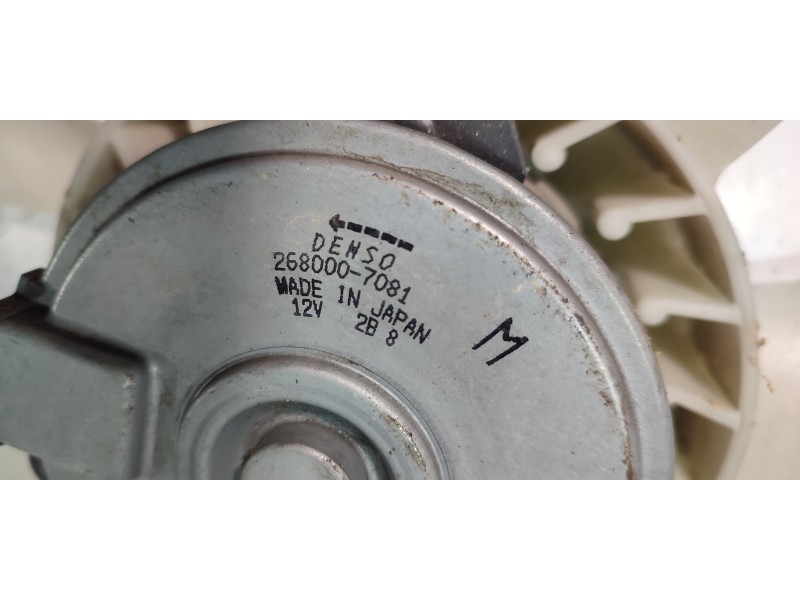 DENSO
268000-7081
MADE IN JAPAN
12V 2B 8
M